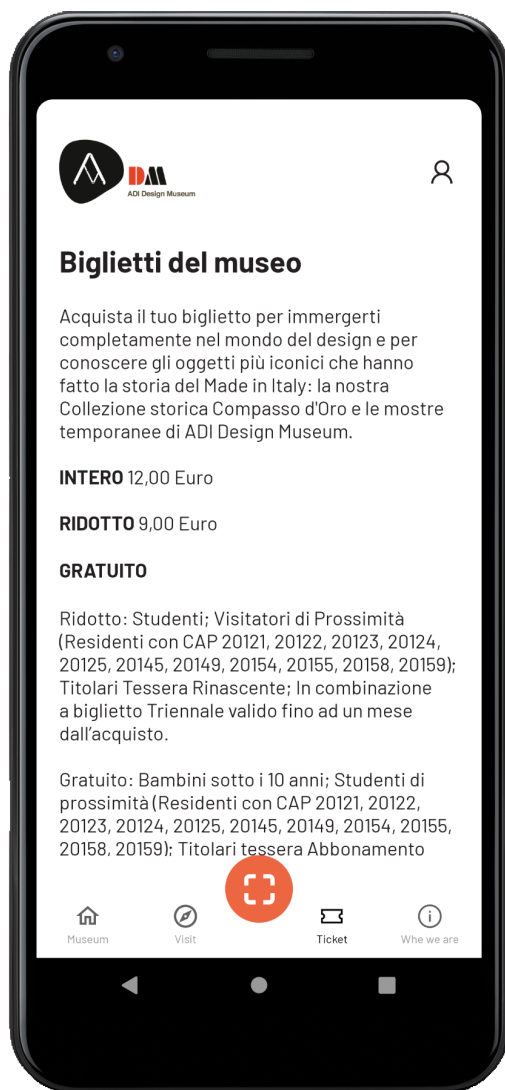 DM
ADI Design Museum
Biglietti del museo
Acquista il tuo biglietto per immergerti
completamente nel mondo del design e per
conoscere gli oggetti più iconici che hanno
fatto la storia del Made in Italy: la nostra
Collezione storica Compasso d'Oro e le mostre
temporanee di ADI Design Museum.
INTERO 12,00 Euro
RIDOTTO 9,00 Euro
GRATUITO
Ridotto: Studenti; Visitatori di Prossimità
(Residenti con CAP 20121, 20122, 20123, 20124,
20125, 20145, 20149, 20154, 20155, 20158, 20159);
Titolari Tessera Rinascente; In combinazione
a biglietto Triennale valido fino ad un mese
dall’acquisto.
Gratuito: Bambini sotto i 10 anni; Studenti di
prossimità (Residenti con CAP 20121, 20122,
20123, 20124, 20125, 20145, 20149, 20154, 20155,
20158, 20159); Titolari tessera Abbonamento
Museum
Visit
Ticket
Whe we are